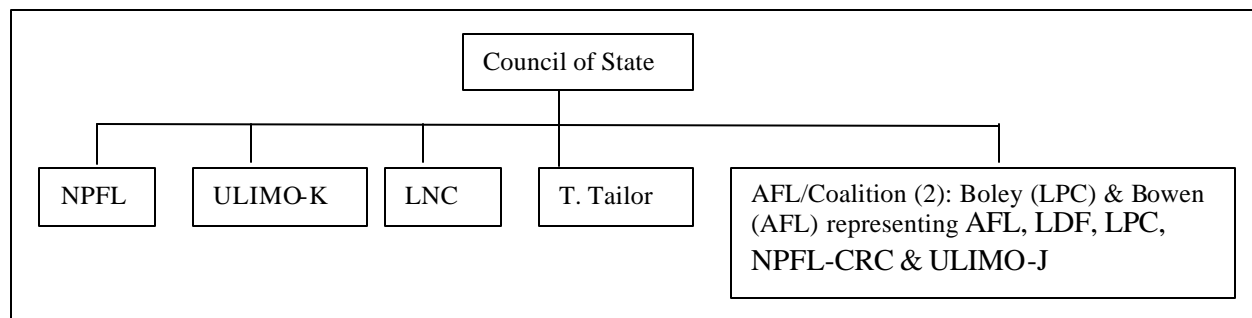 Council of State
NPFL
ULIMO-K
LNC
T. Tailor
AFL/Coalition (2): Boley (LPC) & Bowen
(AFL) representing AFL, LDF, LPC,
NPFL-CRC & ULIMO-J